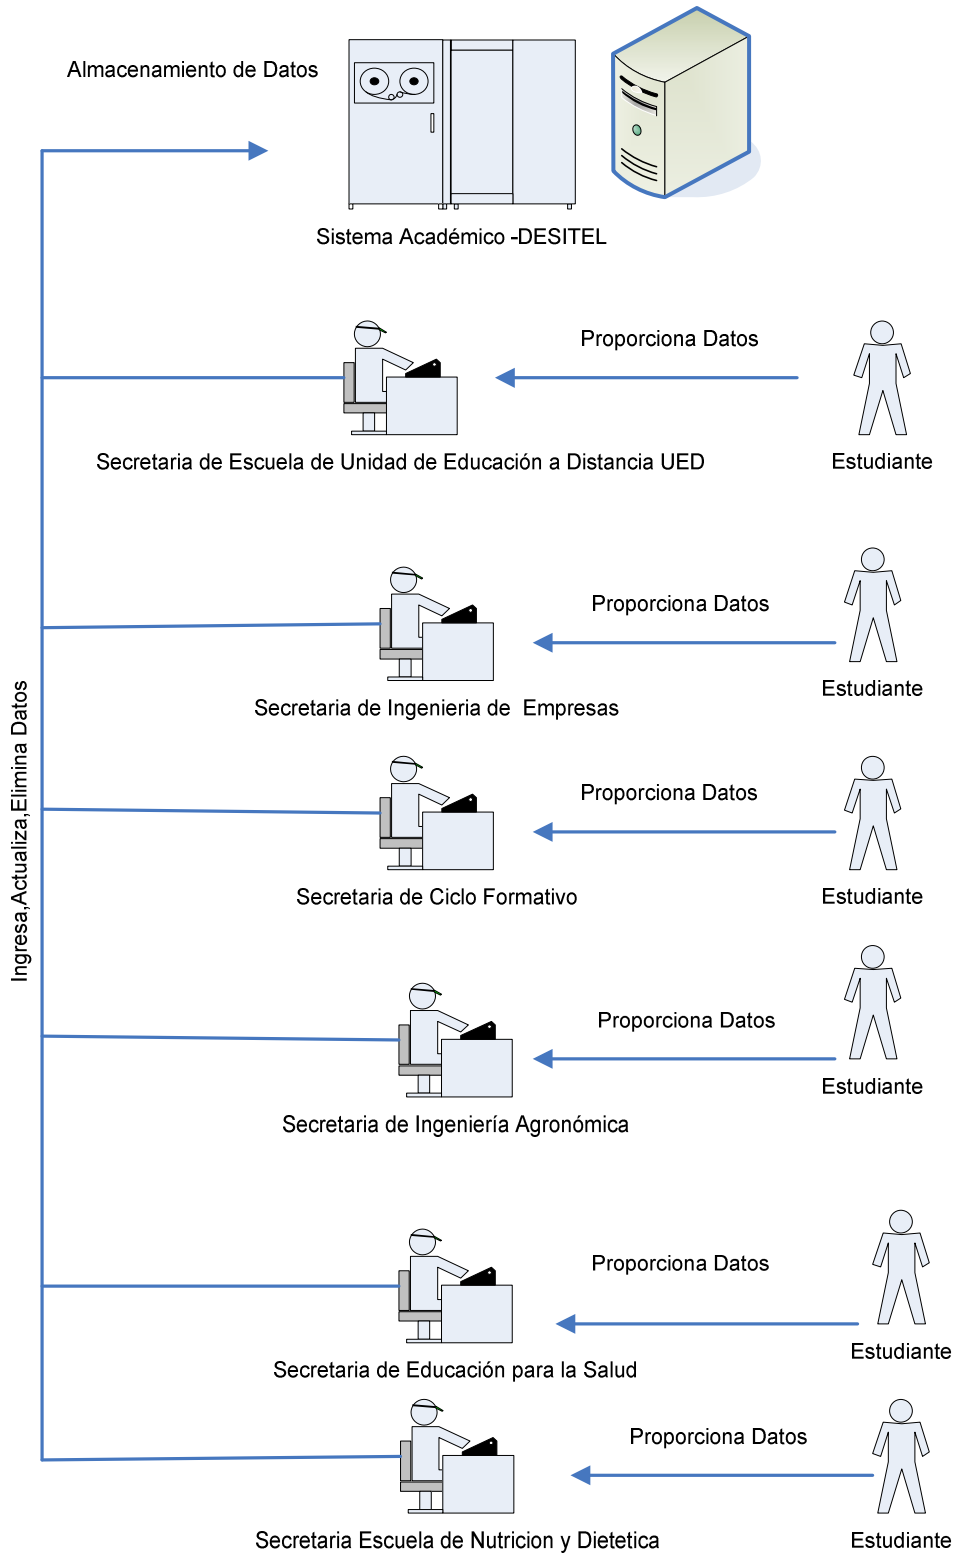 Almacenamiento de Datos
Sistema Académico -DESITEL
Proporciona Datos
Secretaria de Escuela de Unidad de Educación a Distancia UED
Estudiante
Proporciona Datos
Estudiante
Secretaria de Ingenieria de  Empresas
Ingresa,Actualiza,Elimina Datos
Proporciona Datos
Secretaria de Ciclo Formativo
Estudiante
Proporciona Datos
Estudiante
Secretaria de Ingeniería Agronómica
Proporciona Datos
Estudiante
Secretaria de Educación para la Salud
Proporciona Datos
Secretaria Escuela de Nutricion y Dietetica
Estudiante